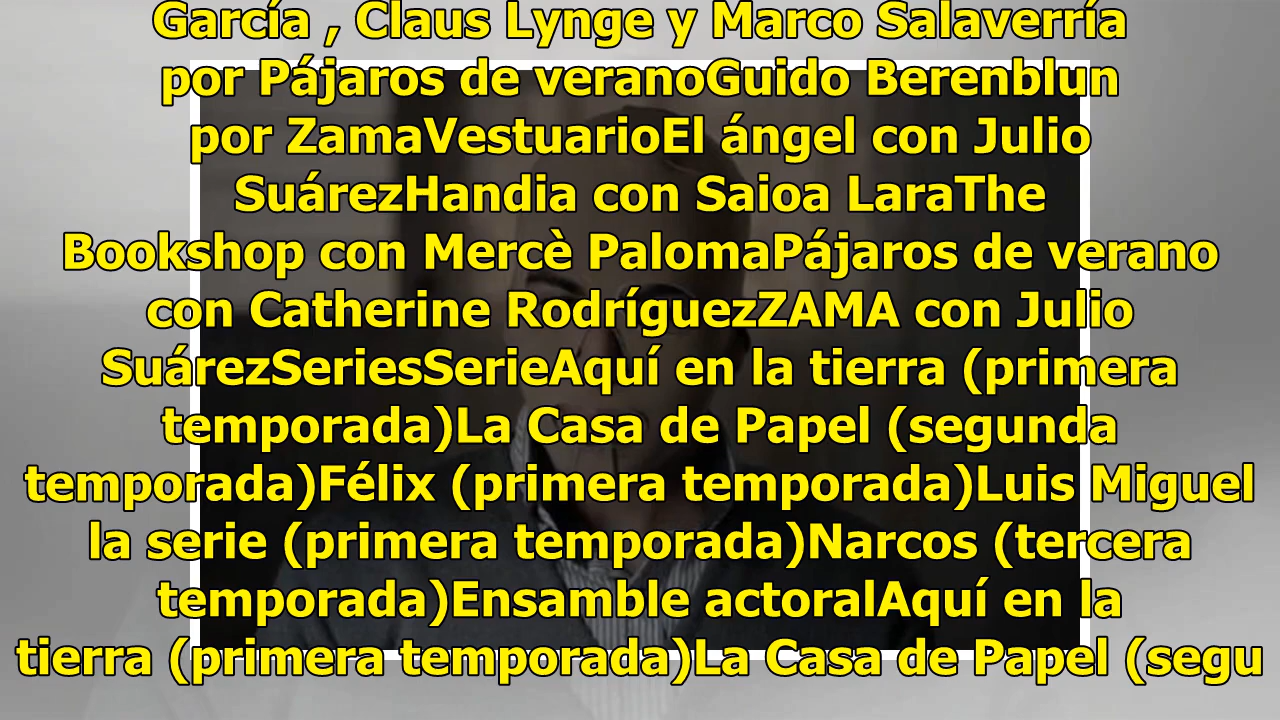 García , Claus Lynge y Marco Salaverría
por Pájaros de veranoGuido Berenblun
por ZamaVestuarioEl ángel con Julio
SuárezHandia con Saioa LaraThe
Bookshop con Mercè PalomaPájaros de verano
con Catherine RodríguezZAMA con Julio
SuárezSeriesSerieAquí en la tierra (primera
temporada)La Casa de Papel (segunda
temporada)Félix (primera temporada)Luis Miguel
la serie (primera temporada)Narcos (tercera
temporada)Ensamble actoralAquí en la
tierra (primera temporada)La Casa de Papel (segu